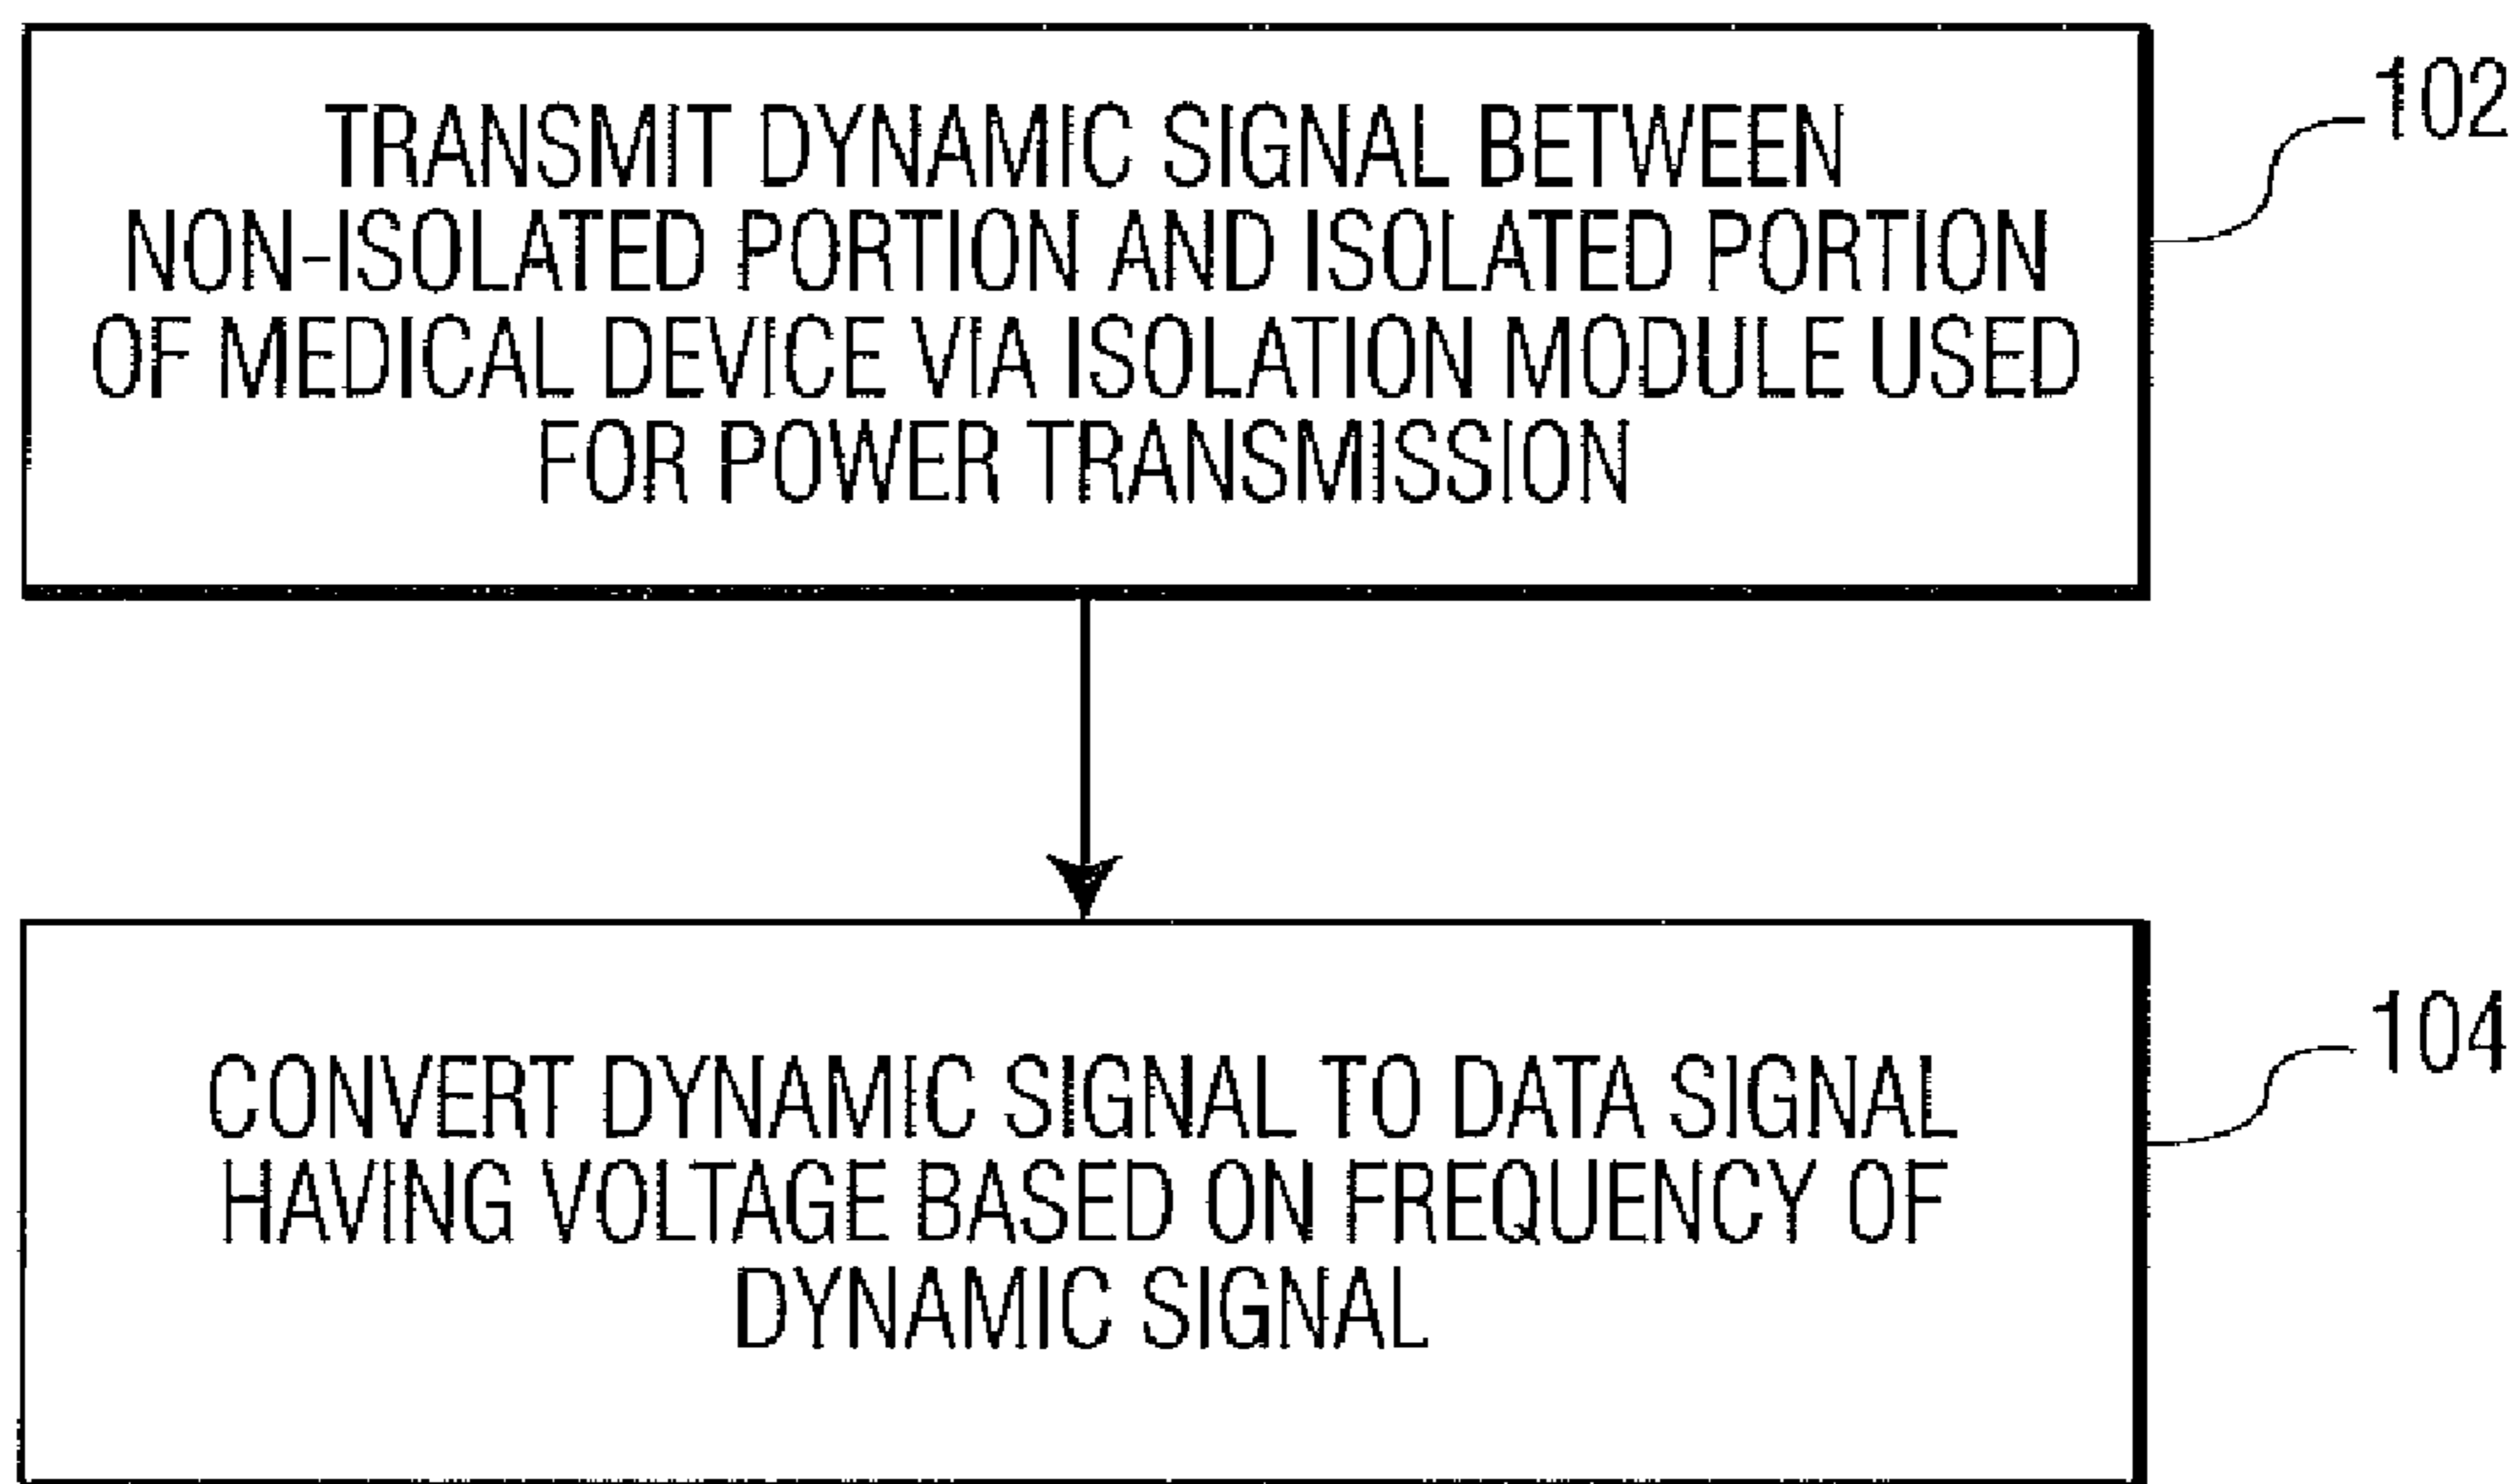 TRANSMIT DYNAMIC SIGNAL BETWEEN
NON-ISOLATED PORTION AND ISOLATED PORTION
OF MEDICAL DEVICE VIA ISOLATION MODULE USED
FOR POWER TRANSMISSION
102
CONVERT DYNAMIC SIGNAL TO DATA SIGNAL
HAVING VOLTAGE BASED ON FREQUENCY OF
DYNAMIC SIGNAL
104